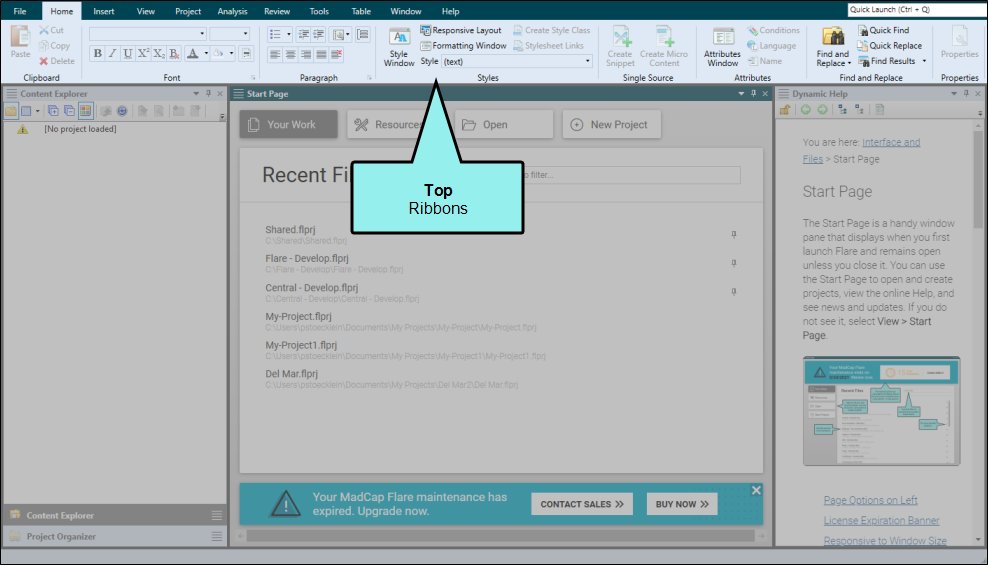 File Home Insert View Project Analysis Review Tools Table Window Help Quick Launch (Ctrl + Q)
Paste
Cut
Copy
Delete
Clipboard
B I U X² X₂ B A
Font
Paragraph
Style
Window
Responsive Layout
Formatting Window
Style (text)
Create Style Class
Stylesheet Links
Styles
Create
Snippet
Create Micro
Content
Single Source
Attributes
Window
Conditions
Language
Name
Attributes
Find and
Replace
Quick Find
Quick Replace
Find Results
Find and Replace
Properties
Properties
Content Explorer
[No project loaded]
Content Explorer
Project Organizer
Start Page
Your Work
Resources
Open
New Project
Recent Fi
o filter...
Top
Ribbons
Shared.flprj
C:\Shared\Shared.flprj
Flare - Develop.flprj
C:\Flare - Develop\Flare - Develop.flprj
Central - Develop.flprj
C:\Central - Develop\Central - Develop.flprj
My-Project.flprj
C:\Users\pstoecklein\Documents\My Projects\My-Project\My-Project.flprj
My-Project1.flprj
C:\Users\pstoecklein\Documents\My Projects\My-Project1\My-Project1.flprj
Del Mar.flprj
C:\Users\pstoecklein\Documents\My Projects\Del Mar2\Del Mar.flprj
Your MadCap Flare maintenance has
expired. Upgrade now.
CONTACT SALES >>
BUY NOW >>
Dynamic Help
You are here: Interface and
Files > Start Page
Start Page
The Start Page is a handy window
pane that displays when you first
launch Flare and remains open
unless you close it. You can use
the Start Page to open and create
projects, view the online Help, and
see news and updates. If you do
not see it, select View > Start
Page.
Page Options on Left
License Expiration Banner
Responsive to Window Size